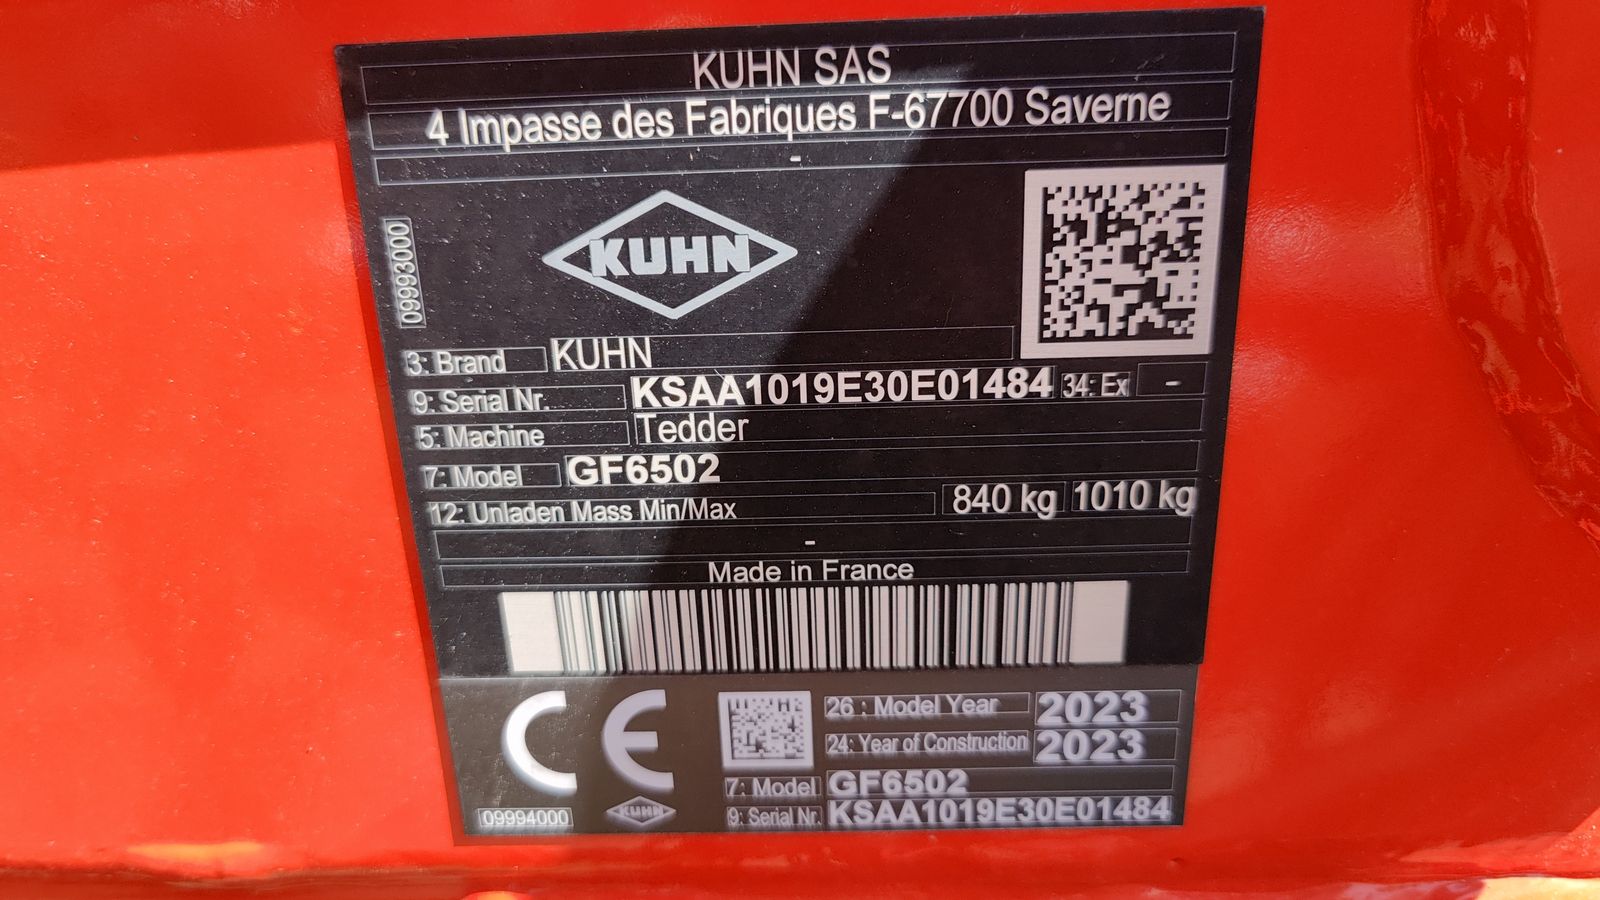 KUHN SAS
4 Impasse des Fabriques F-67700 Saverne
-
09993000
KUHN
3: Brand KUHN
9: Serial Nr. KSAA1019E30E01484 34: Ex -
5: Machine Tedder
7: Model GF6502
12: Unladen Mass Min/Max 840 kg 1010 kg
-
Made in France
CE
26 : Model Year 2023
24: Year of Construction 2023
7: Model GF6502
9: Serial Nr. KSAA1019E30E01484
09994000
KUHN